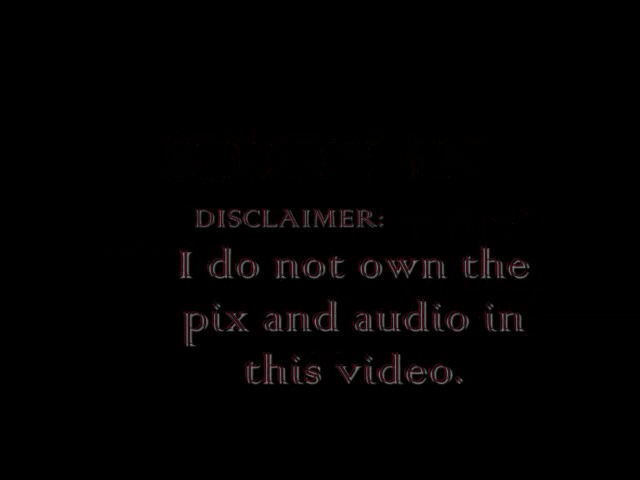 DISCLAIMER:
I do not own the
pix and audio in
this video.